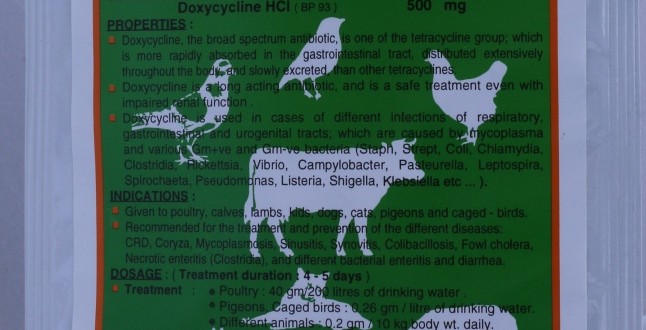 Doxycycline HCl ( BP 93 ) 500 mg
PROPERTIES :
Doxycycline, the broad spectrum antibiotic, is one of the tetracycline group; which
is more rapidly absorbed in the gastrointestinal tract, distributed extensively
throughout the body, and slowly excreted, than other tetracyclines.
Doxycycline is a long acting antibiotic, and is a safe treatment even with
impaired renal function .
Doxycycline is used in cases of different infections of respiratory,
gastrointestinal and urogenital tracts; which are caused by mycoplasma
and various Gm+ve and Gm-ve bacteria (Staph, Strept, Coli, Chlamydia,
Clostridia, Rickettsia, Vibrio, Campylobacter, Pasteurella, Leptospira,
Spirochaeta, Pseudomonas, Listeria, Shigella, Klebsiella etc ... ).
INDICATIONS :
Given to poultry, calves, lambs, kids, dogs, cats, pigeons and caged - birds.
Recommended for the treatment and prevention of the different diseases:
CRD, Coryza, Mycoplasmosis, Sinusitis, Synovitis, Colibacillosis, Fowl cholera,
Necrotic enteritis (Clostridia), and different bacterial enteritis and diarrhea.
DOSAGE : ( Treatment duration : 4 - 5 days )
Treatment : • Poultry : 40 gm/200 litres of drinking water .
• Pigeons, Caged birds : 0.26 gm / litre of drinking water.
• Different animals : 0.2 gm / 10 kg body wt. daily.